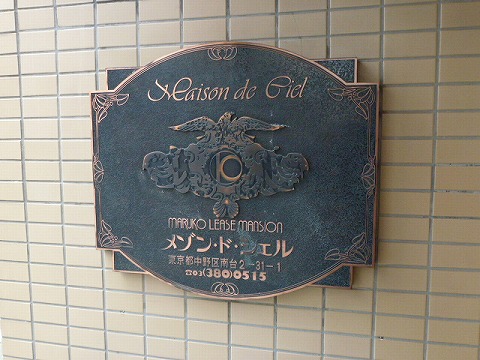 Maison de Ciel
MARUKO LEASE MANSION
メゾン・ド・シェル
東京都中野区南台2-31-1
☎03(380)0515